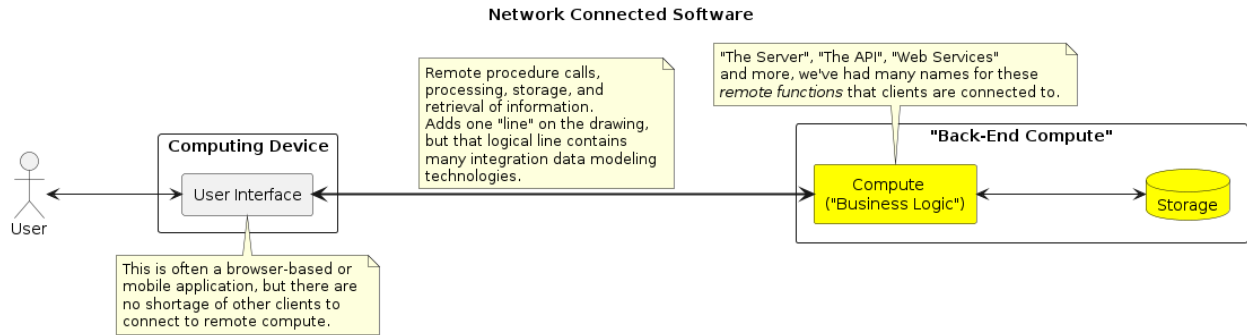 Network Connected Software
"The Server", "The API", "Web Services"
and more, we've had many names for these
remote functions that clients are connected to.
Remote procedure calls,
processing, storage, and
retrieval of information.
Adds one "line" on the drawing,
but that logical line contains
many integration data modeling
technologies.
Computing Device
"Back-End Compute"
User Interface
Compute
("Business Logic")
Storage
User
This is often a browser-based or
mobile application, but there are
no shortage of other clients to
connect to remote compute.